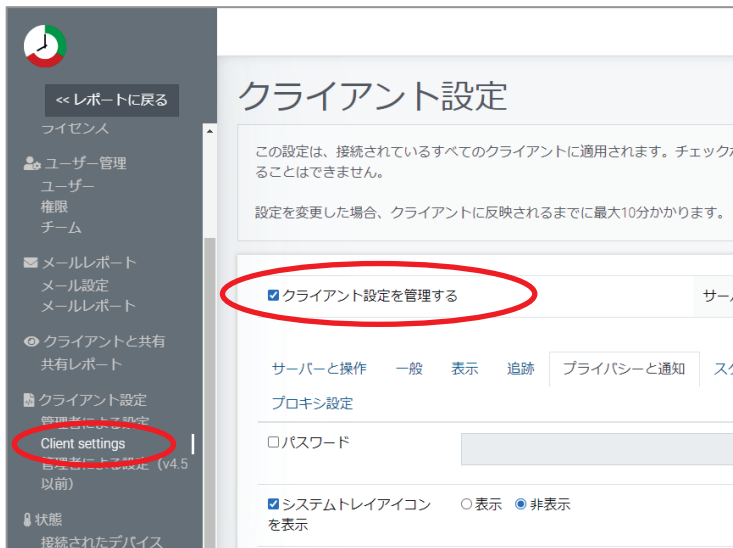 << レポートに戻る
ライセンス
ユーザー管理
ユーザー
権限
チーム
メールレポート
メール設定
メールレポート
クライアントと共有
共有レポート
クライアント設定
管理者による設定
Client settings
管理者による設定（v4.5
以前）
状態
接続されたデバイス
クライアント設定
この設定は、接続されているすべてのクライアントに適用されます。チェックが
ることはできません。
設定を変更した場合、クライアントに反映されるまでに最大10分かかります。
クライアント設定を管理する
サーバ
サーバーと操作 一般 表示 追跡 プライバシーと通知 スク
プロキシ設定
パスワード
システムトレイアイコン 表示 非表示
を表示